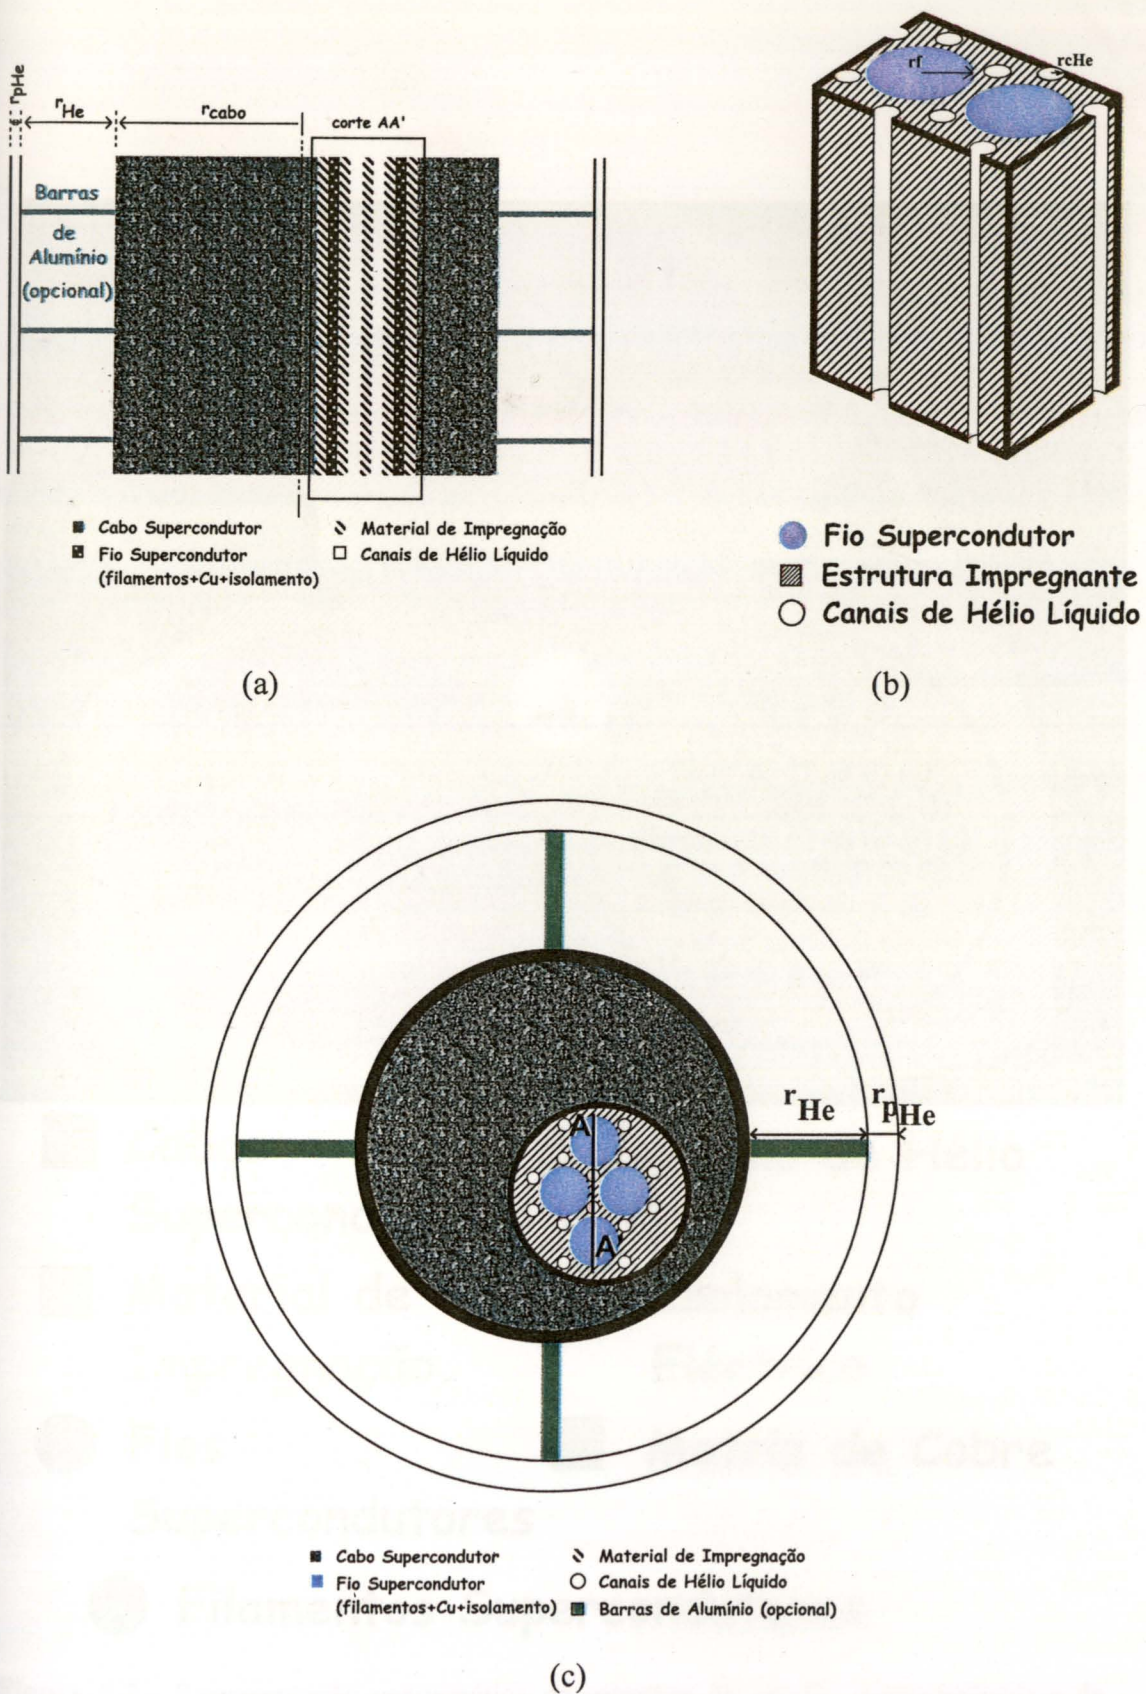 rpHe
rHe
rcabo
corte AA'
Barras
de
Alumínio
(opcional)
Cabo Supercondutor
Fio Supercondutor
(filamentos+Cu+isolamento)
Material de Impregnação
Canais de Hélio Líquido
(a)
rf
rcHe
Fio Supercondutor
Estrutura Impregnante
Canais de Hélio Líquido
(b)
rHe
rpHe
A
A'
Cabo Supercondutor
Fio Supercondutor
(filamentos+Cu+isolamento)
Material de Impregnação
Canais de Hélio Líquido
Barras de Alumínio (opcional)
(c)